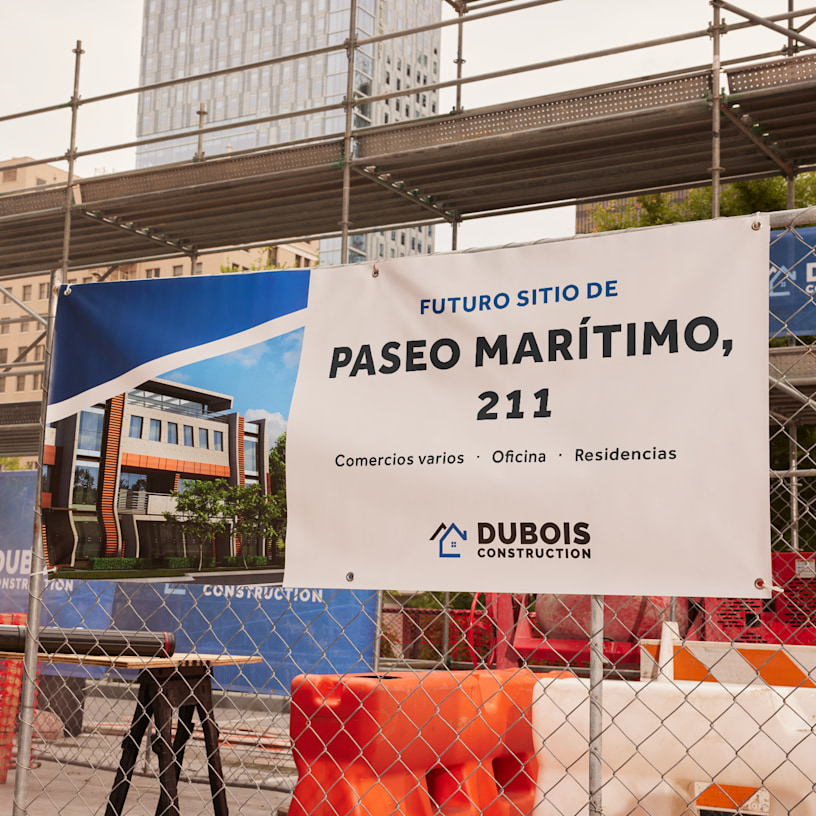 FUTURO SITIO DE
PASEO MARÍTIMO,
211
Comercios varios · Oficina · Residencias
DUBOIS
CONSTRUCTION
CONSTRUCTION